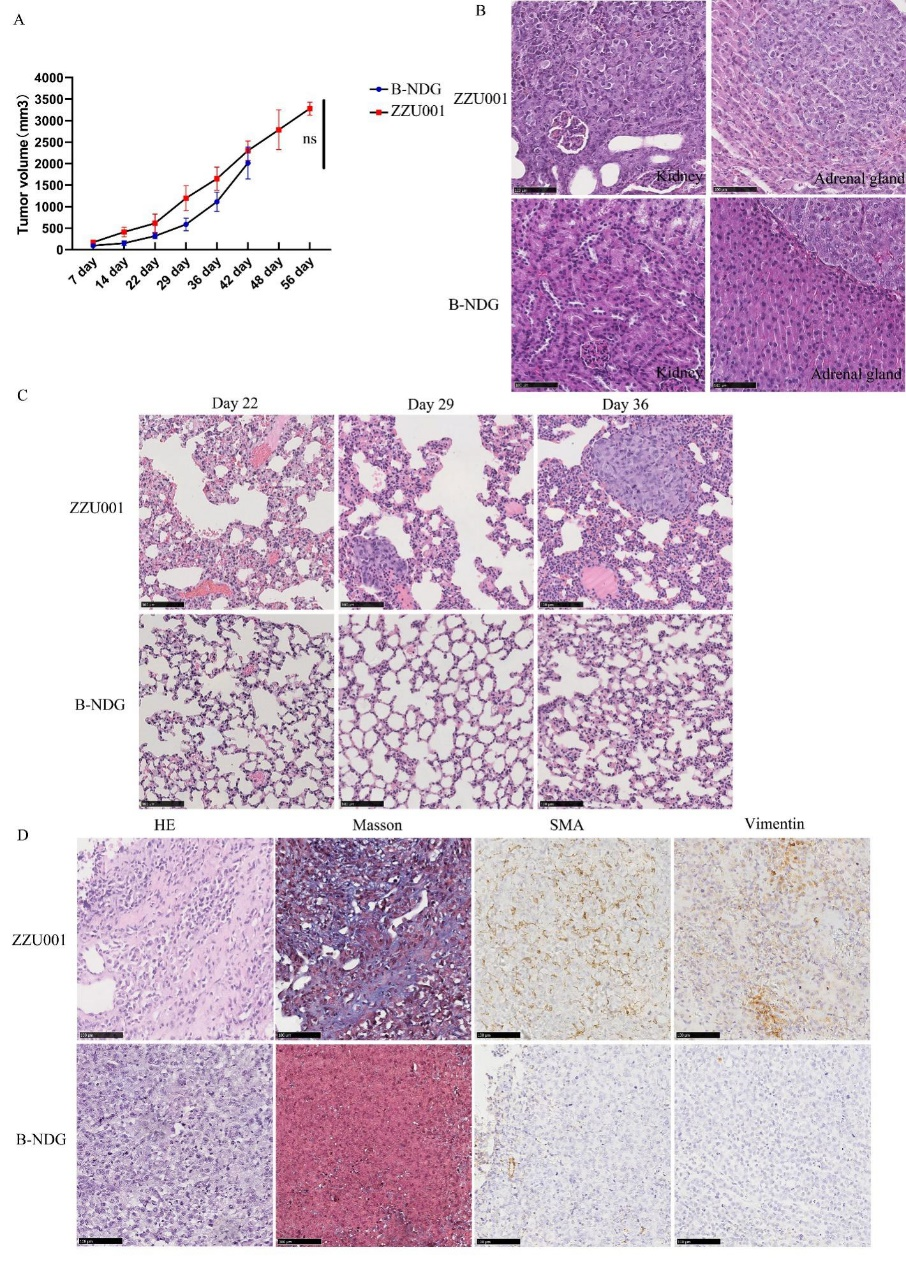 A
Tumor volume(mm3)
4000
3500
3000
2500
2000
1500
1000
500
0
7 day
14 day
22 day
29 day
36 day
42 day
48 day
56 day
B-NDG
ZZU001
ns
B
ZZU001
Kidney
Adrenal gland
B-NDG
Kidney
Adrenal gland
C
Day 22
Day 29
Day 36
ZZU001
B-NDG
D
HE
Masson
SMA
Vimentin
ZZU001
B-NDG